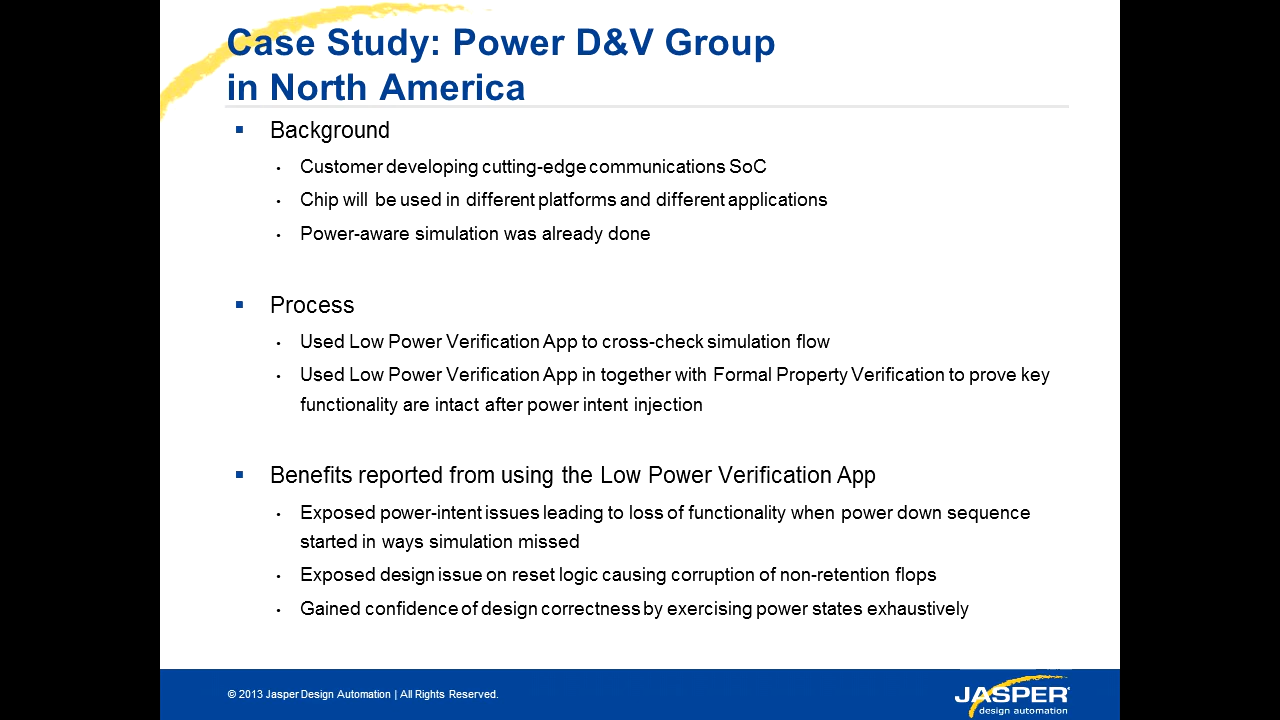 Case Study: Power D&V Group
in North America
Background
Customer developing cutting-edge communications SoC
Chip will be used in different platforms and different applications
Power-aware simulation was already done
Process
Used Low Power Verification App to cross-check simulation flow
Used Low Power Verification App in together with Formal Property Verification to prove key
functionality are intact after power intent injection
Benefits reported from using the Low Power Verification App
Exposed power-intent issues leading to loss of functionality when power down sequence
started in ways simulation missed
Exposed design issue on reset logic causing corruption of non-retention flops
Gained confidence of design correctness by exercising power states exhaustively
© 2013 Jasper Design Automation | All Rights Reserved.
JASPER
design automation